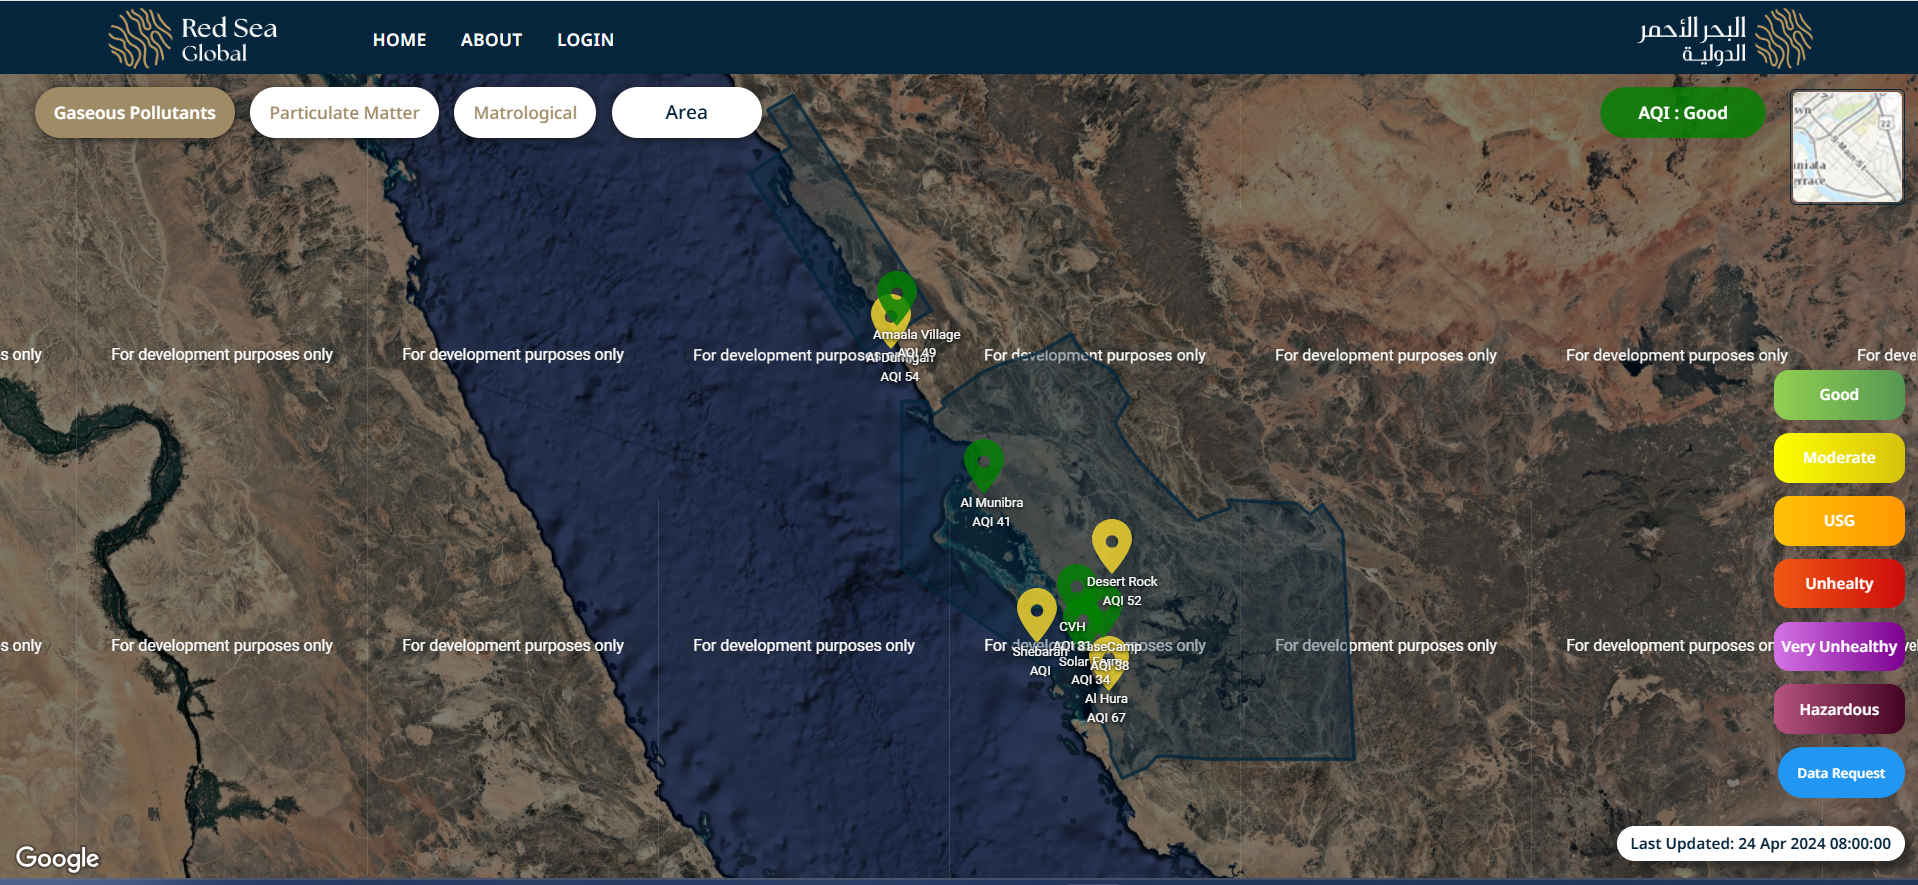 Red Sea
Global
HOME
ABOUT
LOGIN
البحر الأحمر
الدولية
Gaseous Pollutants
Particulate Matter
Matrological
Area
AQI : Good
wn
22
S-Main-St
iniata
rrace
Amaala Village
AQI 49
s only
For development purposes only
For development purposes only
For development purposes only
For development purposes only
For development purposes only
For development purposes only
For deve
AQI 54
Good
Moderate
Al Munibra
AQI 41
USG
Desert Rock
AQI 52
Unhealty
CVH
AQI 31
BaseCamp
AQI 38
s only
For development purposes only
For development purposes only
For development purposes only
For development purposes only
For development purposes only
For development purposes
Very Unhealthy
Shebarah
AQI
Solar Farm
AQI 34
Al Hura
AQI 67
Hazardous
Data Request
Last Updated: 24 Apr 2024 08:00:00
Google